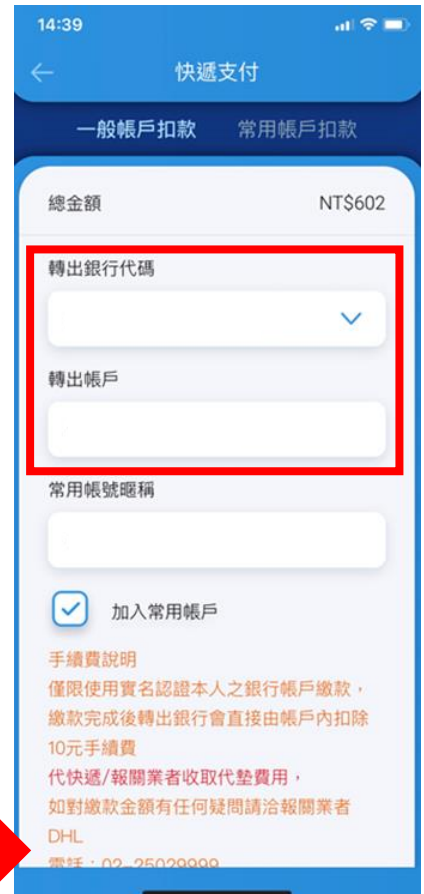 14:39
快遞支付
一般帳戶扣款 常用帳戶扣款
總金額 NT$602
轉出銀行代碼
轉出帳戶
常用帳號暱稱
加入常用帳戶
手續費說明
僅限使用實名認證本人之銀行帳戶繳款，
繳款完成後轉出銀行會直接由帳戶內扣除
10元手續費
代快遞/報關業者收取代墊費用，
如對繳款金額有任何疑問請洽報關業者
DHL
電話：02-25029999